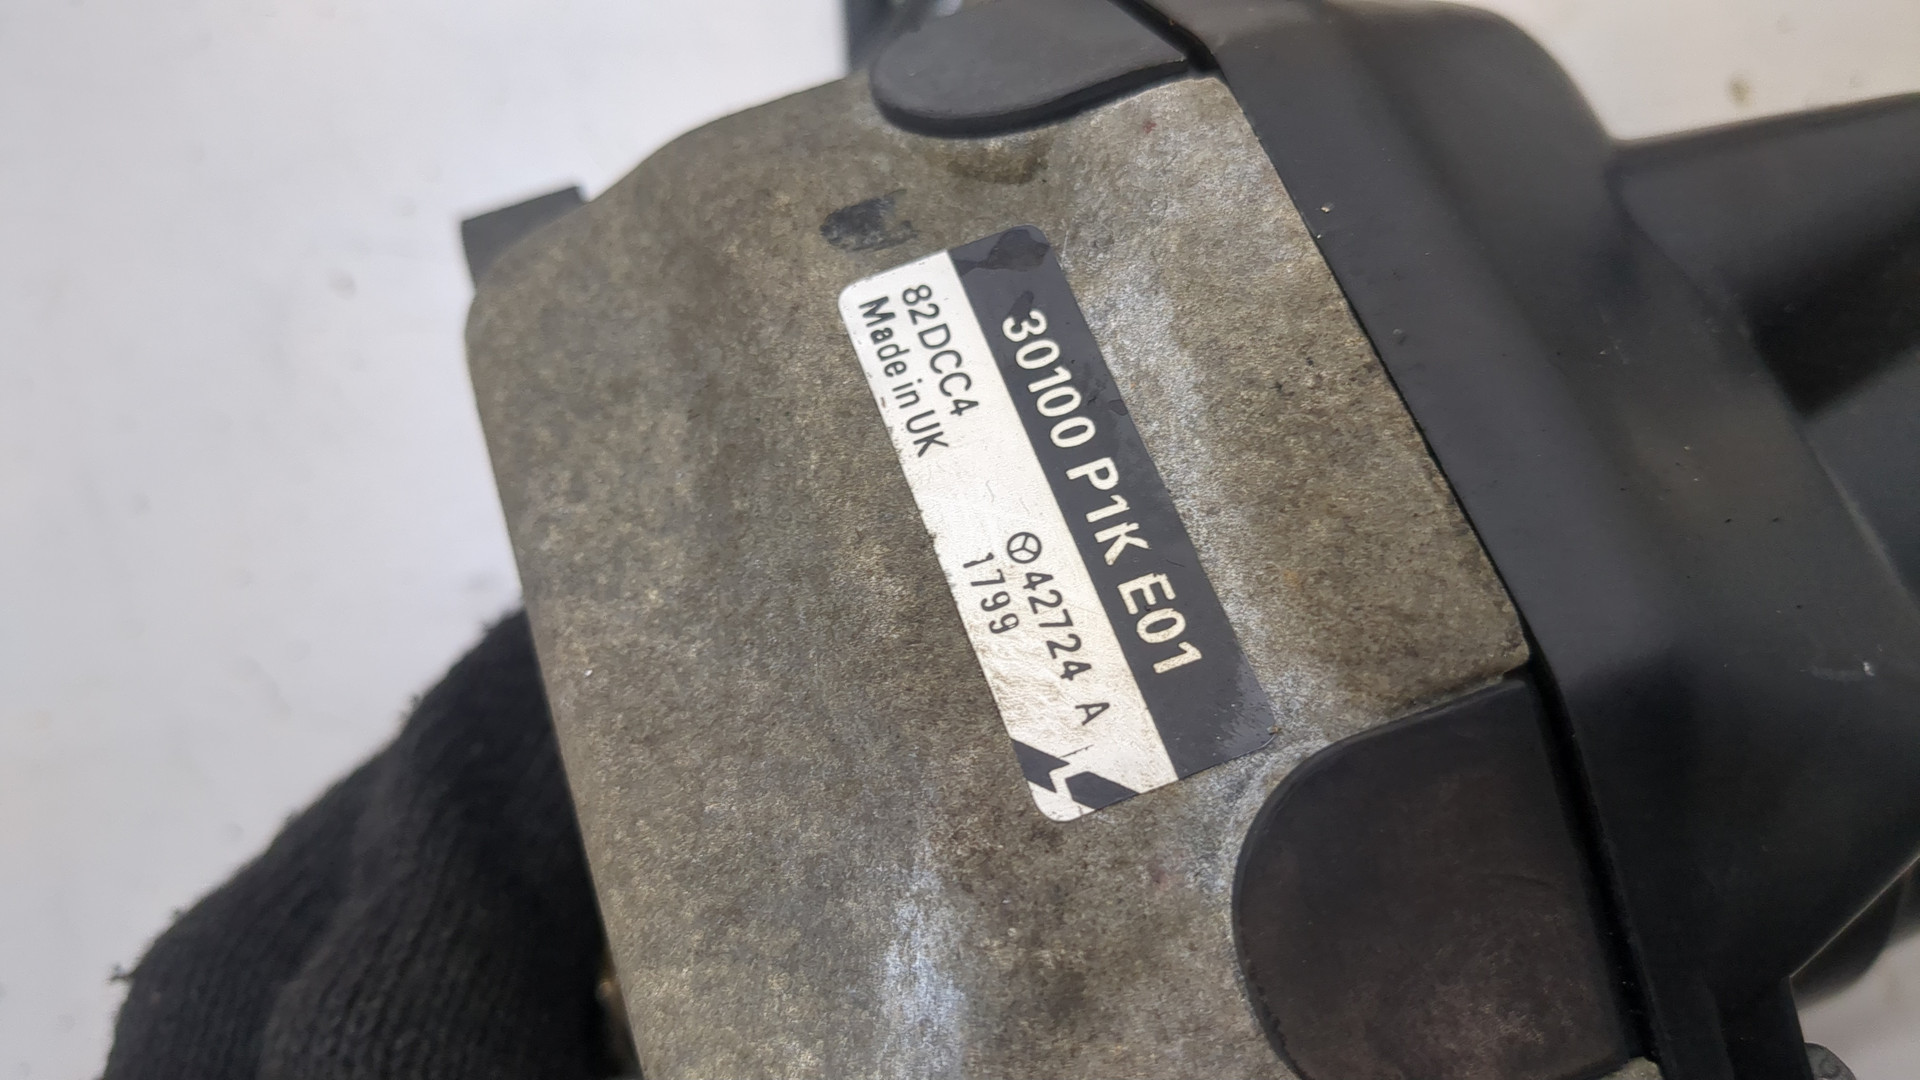 30100 P1K E01
82DCC4
42724 A
Made in UK
1799